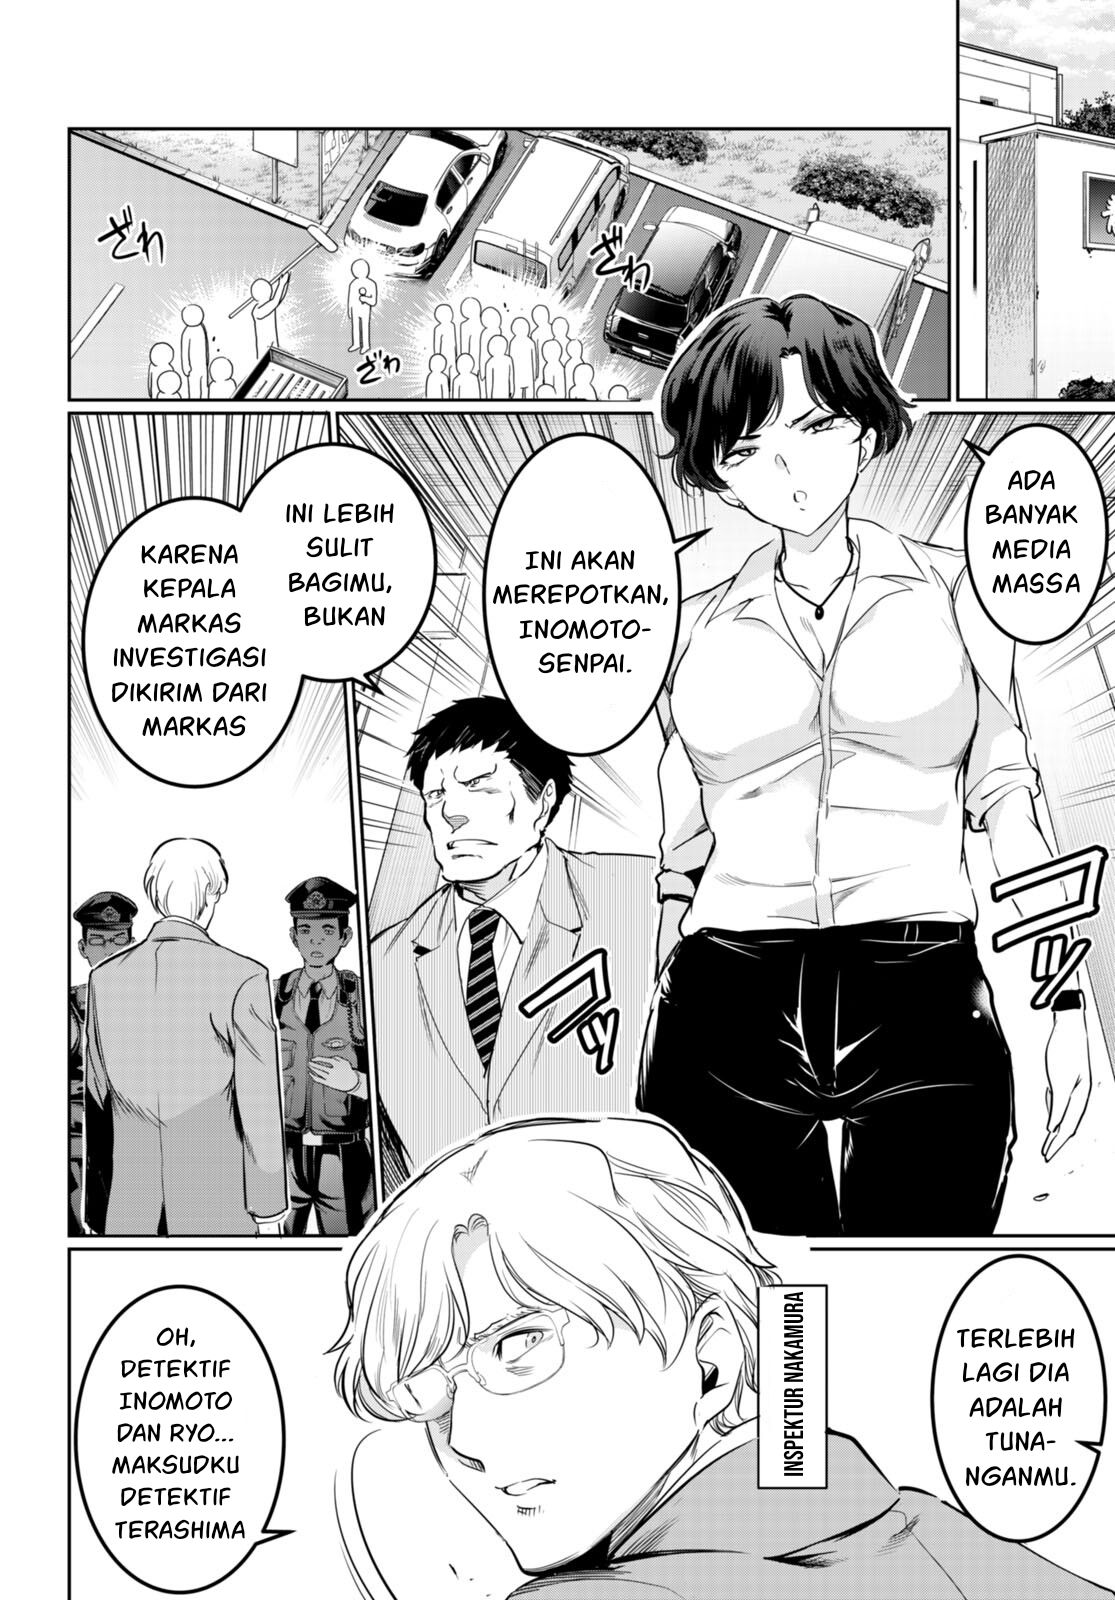 ざわ
ざわ
ざわ
ADA
BANYAK
MEDIA
MASSA
INI AKAN
MEREPOTKAN,
INOMOTO-
SENPAI.
INI LEBIH
SULIT
BAGIMU,
BUKAN
KARENA
KEPALA
MARKAS
INVESTIGASI
DIKIRIM DARI
MARKAS
コッ
コッ
TERLEBIH
LAGI DIA
ADALAH
TUNA-
NGANMU.
INSPEKTUR NAKAMURA
OH,
DETEKTIF
INOMOTO
DAN RYO...
MAKSUDKU
DETEKTIF
TERASHIMA